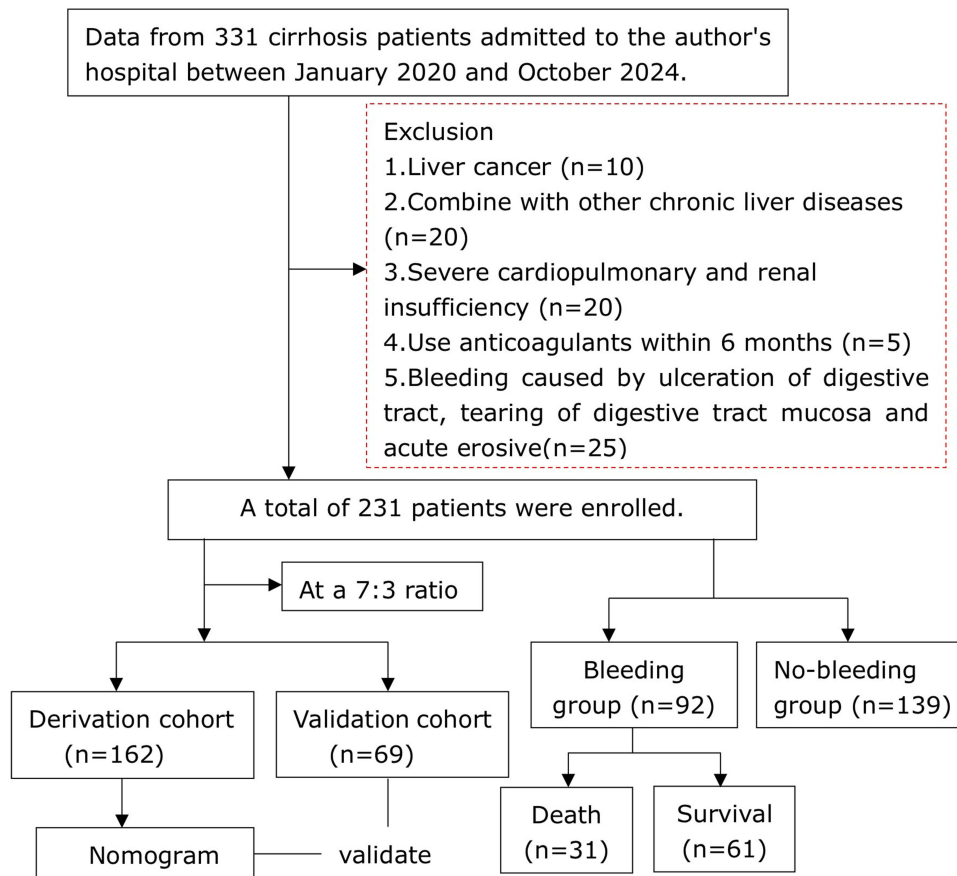 Data from 331 cirrhosis patients admitted to the author's
hospital between January 2020 and October 2024.
Exclusion
1.Liver cancer (n=10)
2.Combine with other chronic liver diseases
(n=20)
3.Severe cardiopulmonary and renal
insufficiency (n=20)
4.Use anticoagulants within 6 months (n=5)
5.Bleeding caused by ulceration of digestive
tract, tearing of digestive tract mucosa and
acute erosive(n=25)
A total of 231 patients were enrolled.
At a 7:3 ratio
Derivation cohort
(n=162)
Validation cohort
(n=69)
Bleeding
group (n=92)
No-bleeding
group (n=139)
Death
(n=31)
Survival
(n=61)
Nomogram
validate